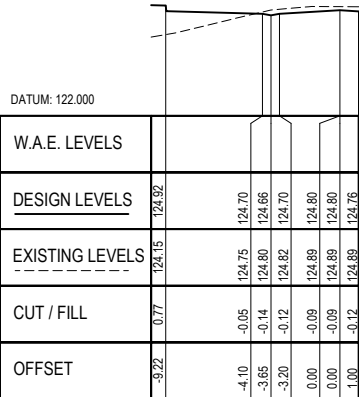 DATUM: 122.000
W.A.E. LEVELS
DESIGN LEVELS 124.92 124.70 124.66 124.70 124.80 124.80 124.76
EXISTING LEVELS 124.15 124.75 124.80 124.82 124.89 124.89 124.89
CUT / FILL 0.77 -0.05 -0.14 -0.12 -0.09 -0.09 -0.12
OFFSET -9.22 -4.10 -3.65 -3.20 0.00 0.00 1.00